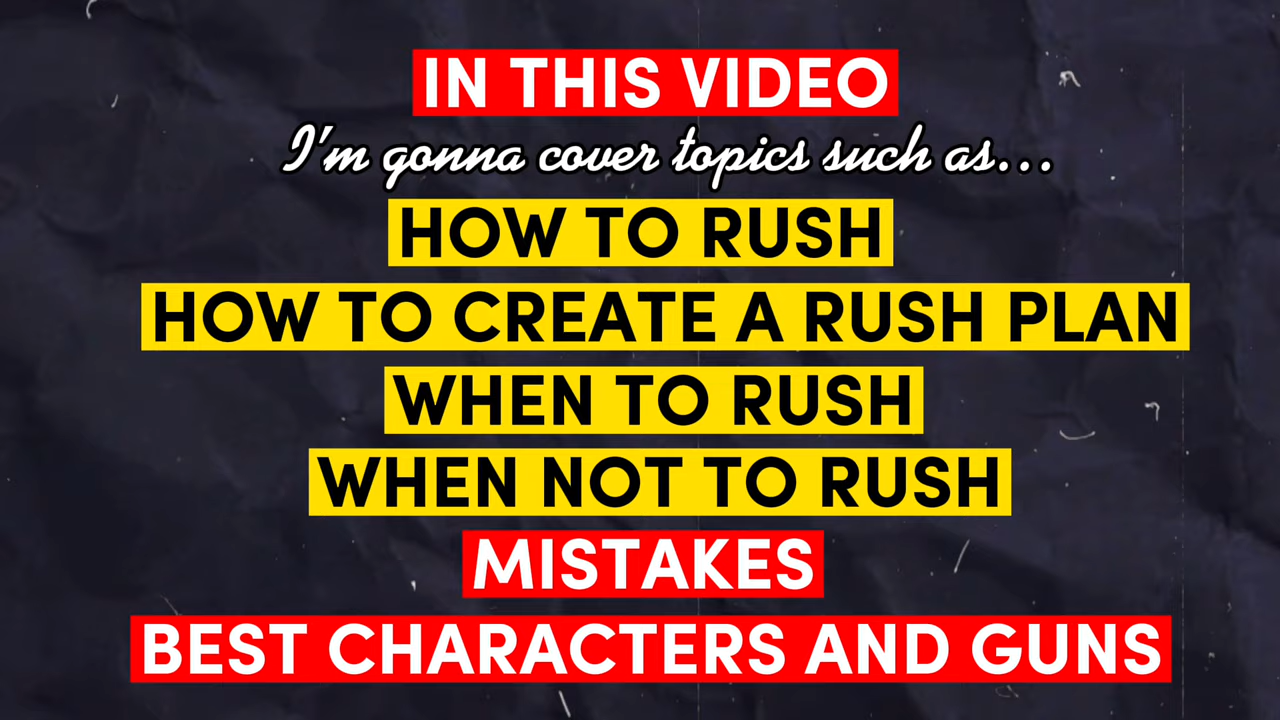 IN THIS VIDEO
I'm gonna cover topics such as...
HOW TO RUSH
HOW TO CREATE A RUSH PLAN
WHEN TO RUSH
WHEN NOT TO RUSH
MISTAKES
BEST CHARACTERS AND GUNS